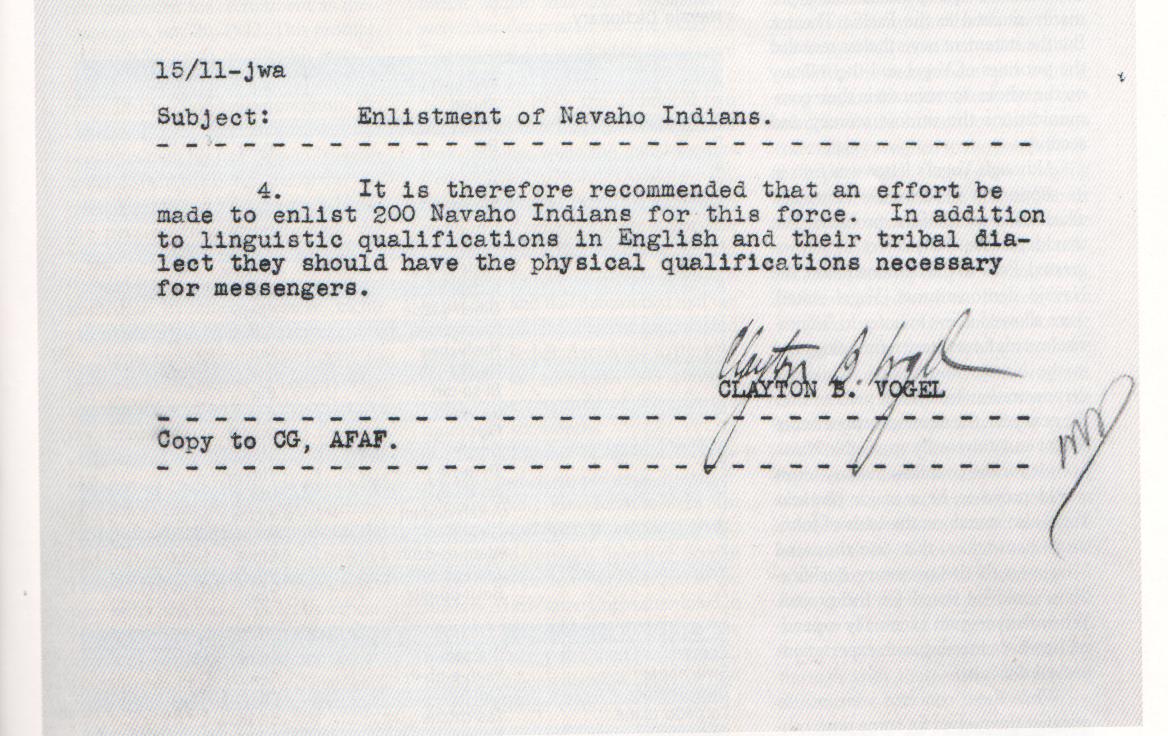 15/11-jwa
Subject: Enlistment of Navaho Indians.
- - - - - - - - - - - - - - - - - - - - - - - - - - - - - - -
4. It is therefore recommended that an effort be
made to enlist 200 Navaho Indians for this force. In addition
to linguistic qualifications in English and their tribal dia-
lect they should have the physical qualifications necessary
for messengers.
Clayton B. Vogel
CLAYTON B. VOGEL
- - - - - - - - - - - - - - - - - - - - - - - - - - - - - - -
Copy to CG, AFAF.
- - - - - - - - - - - - - - - - - - - - - - - - - - - - - - -